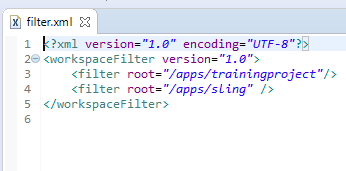 filter.xml
1 <?xml version="1.0" encoding="UTF-8"?>
2 <workspaceFilter version="1.0">
3 <filter root="/apps/trainingproject"/>
4 <filter root="/apps/sling" />
5 </workspaceFilter>
6